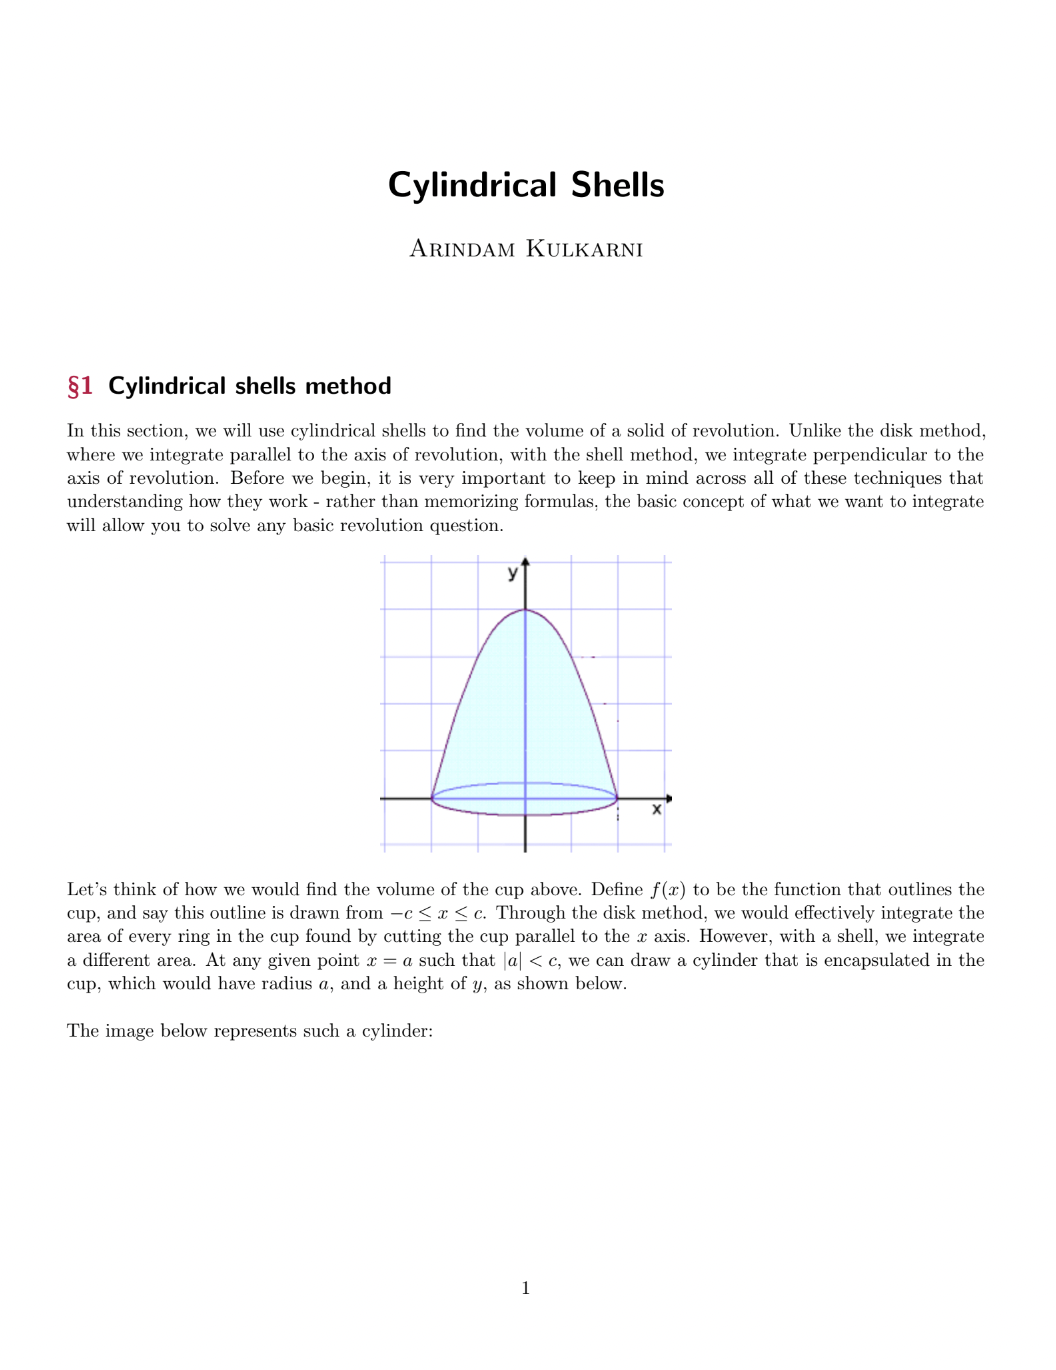 Cylindrical Shells
Arindam Kulkarni
§1 Cylindrical shells method
In this section, we will use cylindrical shells to find the volume of a solid of revolution. Unlike the disk method,
where we integrate parallel to the axis of revolution, with the shell method, we integrate perpendicular to the
axis of revolution. Before we begin, it is very important to keep in mind across all of these techniques that
understanding how they work - rather than memorizing formulas, the basic concept of what we want to integrate
will allow you to solve any basic revolution question.
y
x
Let's think of how we would find the volume of the cup above. Define f(x) to be the function that outlines the
cup, and say this outline is drawn from −c ≤ x ≤ c. Through the disk method, we would effectively integrate the
area of every ring in the cup found by cutting the cup parallel to the x axis. However, with a shell, we integrate
a different area. At any given point x = a such that |a| < c, we can draw a cylinder that is encapsulated in the
cup, which would have radius a, and a height of y, as shown below.
The image below represents such a cylinder:
1